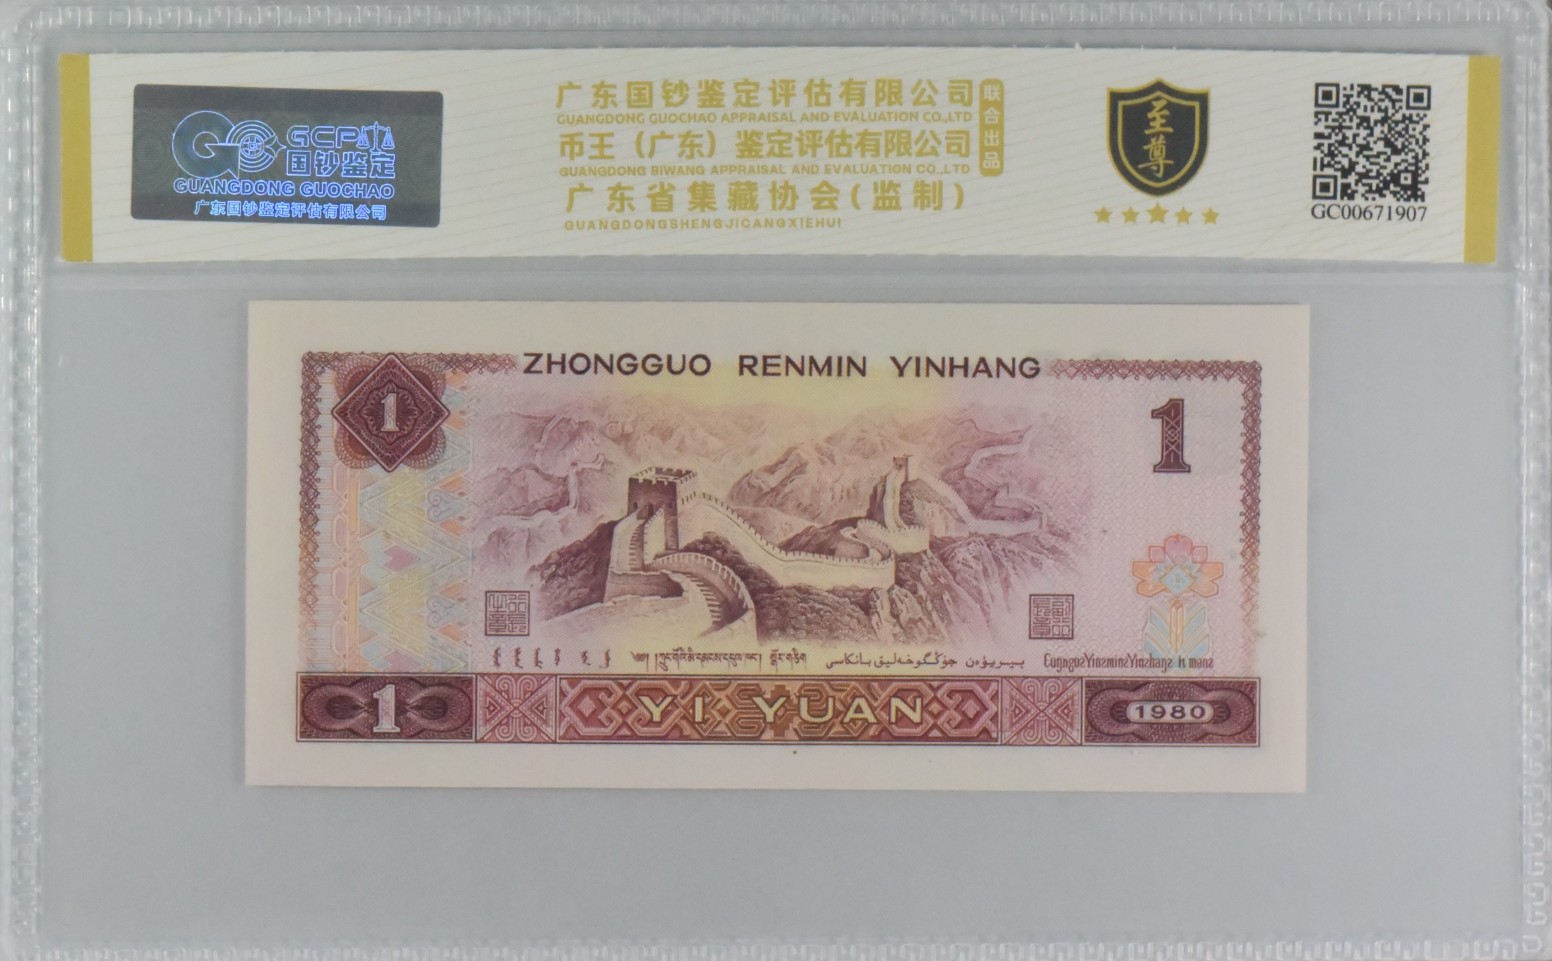 GCP
国钞鉴定
GUANGDONG GUOCHAO
广东国钞鉴定评估有限公司
广东国钞鉴定评估有限公司
GUANGDONG GUOCHAO APPRAISAL AND EVALUATION CO.,LTD
币王（广东）鉴定评估有限公司
GUANGDONG BIWANG APPRAISAL AND EVALUATION CO.,LTD
广东省集藏协会(监制)
GUANGDONGSHENGJICANGXIEHUI
联合出品
至尊
GC00671907
ZHONGGUO RENMIN YINHANG
1
1
YI YUAN
1
1980